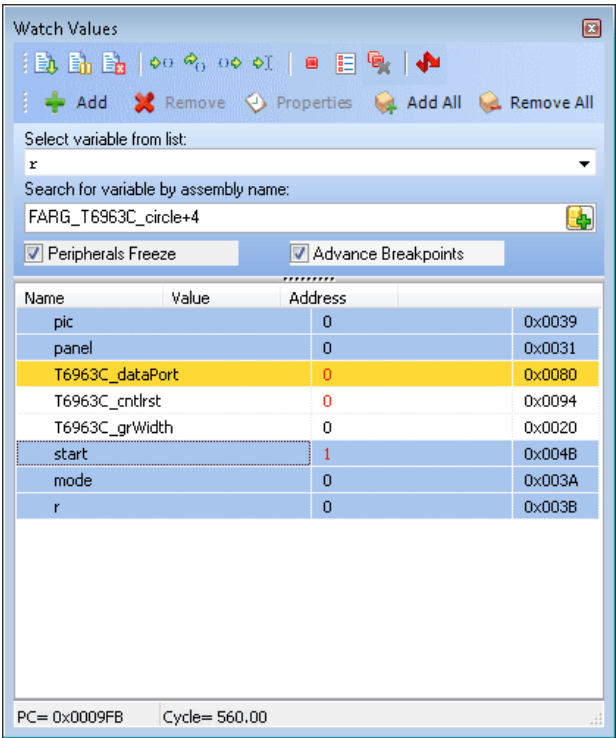 Watch Values
Add Remove Properties Add All Remove All
Select variable from list:
r
Search for variable by assembly name:
FARG_T6963C_circle+4
Peripherals Freeze Advance Breakpoints
Name Value Address
pic 0 0x0039
panel 0 0x0031
T6963C_dataPort 0 0x0080
T6963C_cntlrst 0 0x0094
T6963C_grWidth 0 0x0020
start 1 0x004B
mode 0 0x003A
r 0 0x003B
PC= 0x0009FB Cycle= 560.00